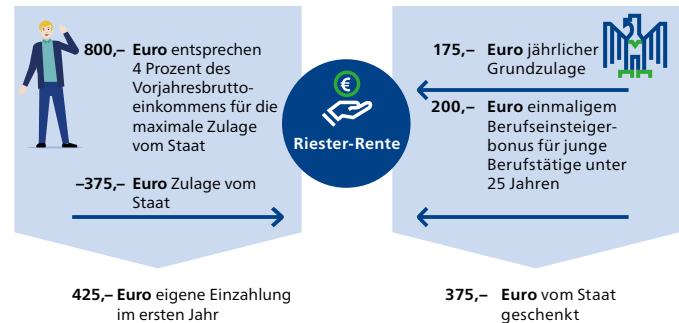 800,– Euro entsprechen
4 Prozent des
Vorjahresbrutto-
einkommens für die
maximale Zulage
vom Staat
–375,– Euro Zulage vom
Staat
425,– Euro eigene Einzahlung
im ersten Jahr
€
Riester-Rente
175,– Euro jährlicher
Grundzulage
200,– Euro einmaligem
Berufseinsteiger-
bonus für junge
Berufstätige unter
25 Jahren
375,– Euro vom Staat
geschenkt